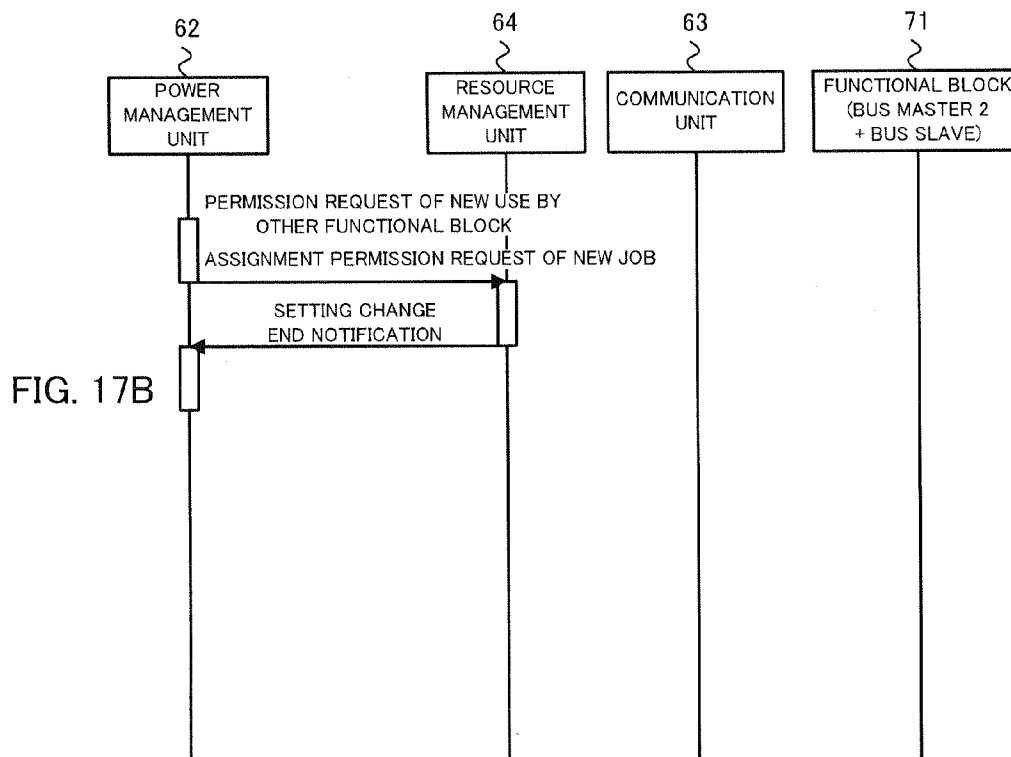 62
64
63
71
POWER
MANAGEMENT
UNIT
RESOURCE
MANAGEMENT
UNIT
COMMUNICATION
UNIT
FUNCTIONAL BLOCK
(BUS MASTER 2
+ BUS SLAVE)
PERMISSION REQUEST OF NEW USE BY
OTHER FUNCTIONAL BLOCK
ASSIGNMENT PERMISSION REQUEST OF NEW JOB
SETTING CHANGE
END NOTIFICATION
FIG. 17B